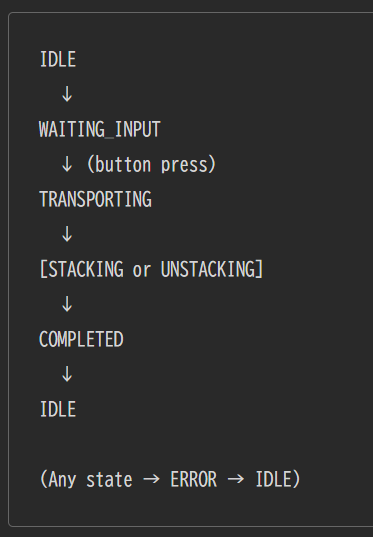 IDLE
↓
WAITING_INPUT
↓ (button press)
TRANSPORTING
↓
[STACKING or UNSTACKING]
↓
COMPLETED
↓
IDLE
(Any state → ERROR → IDLE)